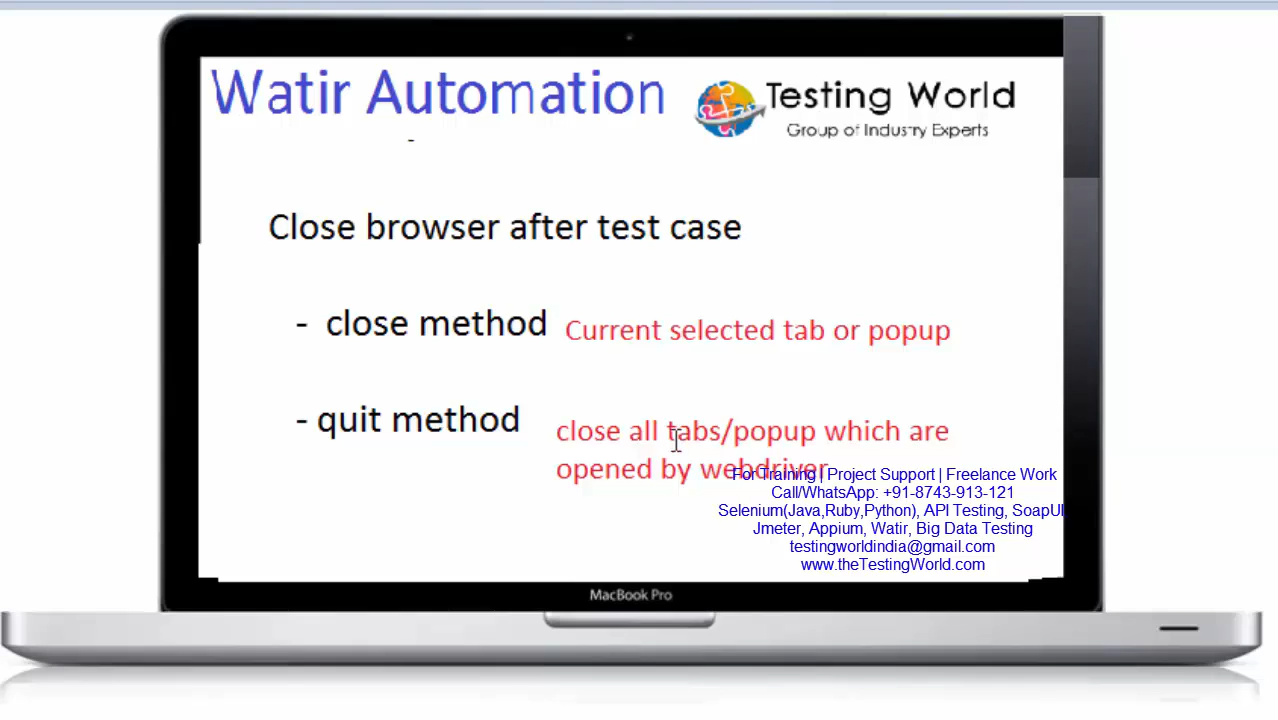 Watir Automation
Testing World
Group of Industry Experts
-
Close browser after test case
- close method
Current selected tab or popup
- quit method
close all tabs/popup which are
opened by webdriver
For Training | Project Support | Freelance Work
Call/WhatsApp: +91-8743-913-121
Selenium(Java,Ruby,Python), API Testing, SoapUI
Jmeter, Appium, Watir, Big Data Testing
testingworldindia@gmail.com
www.theTestingWorld.com
MacBook Pro